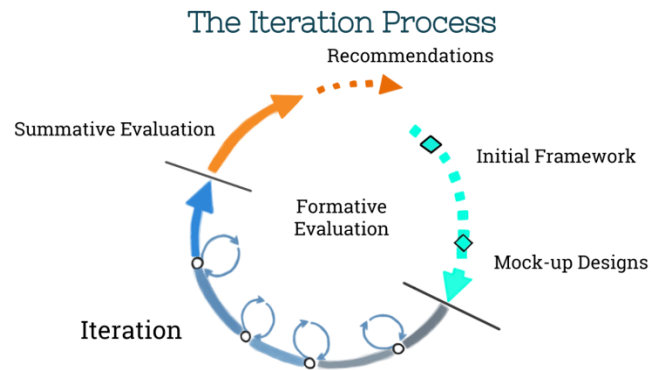 The Iteration Process
Recommendations
Summative Evaluation
Initial Framework
Formative
Evaluation
Mock-up Designs
Iteration